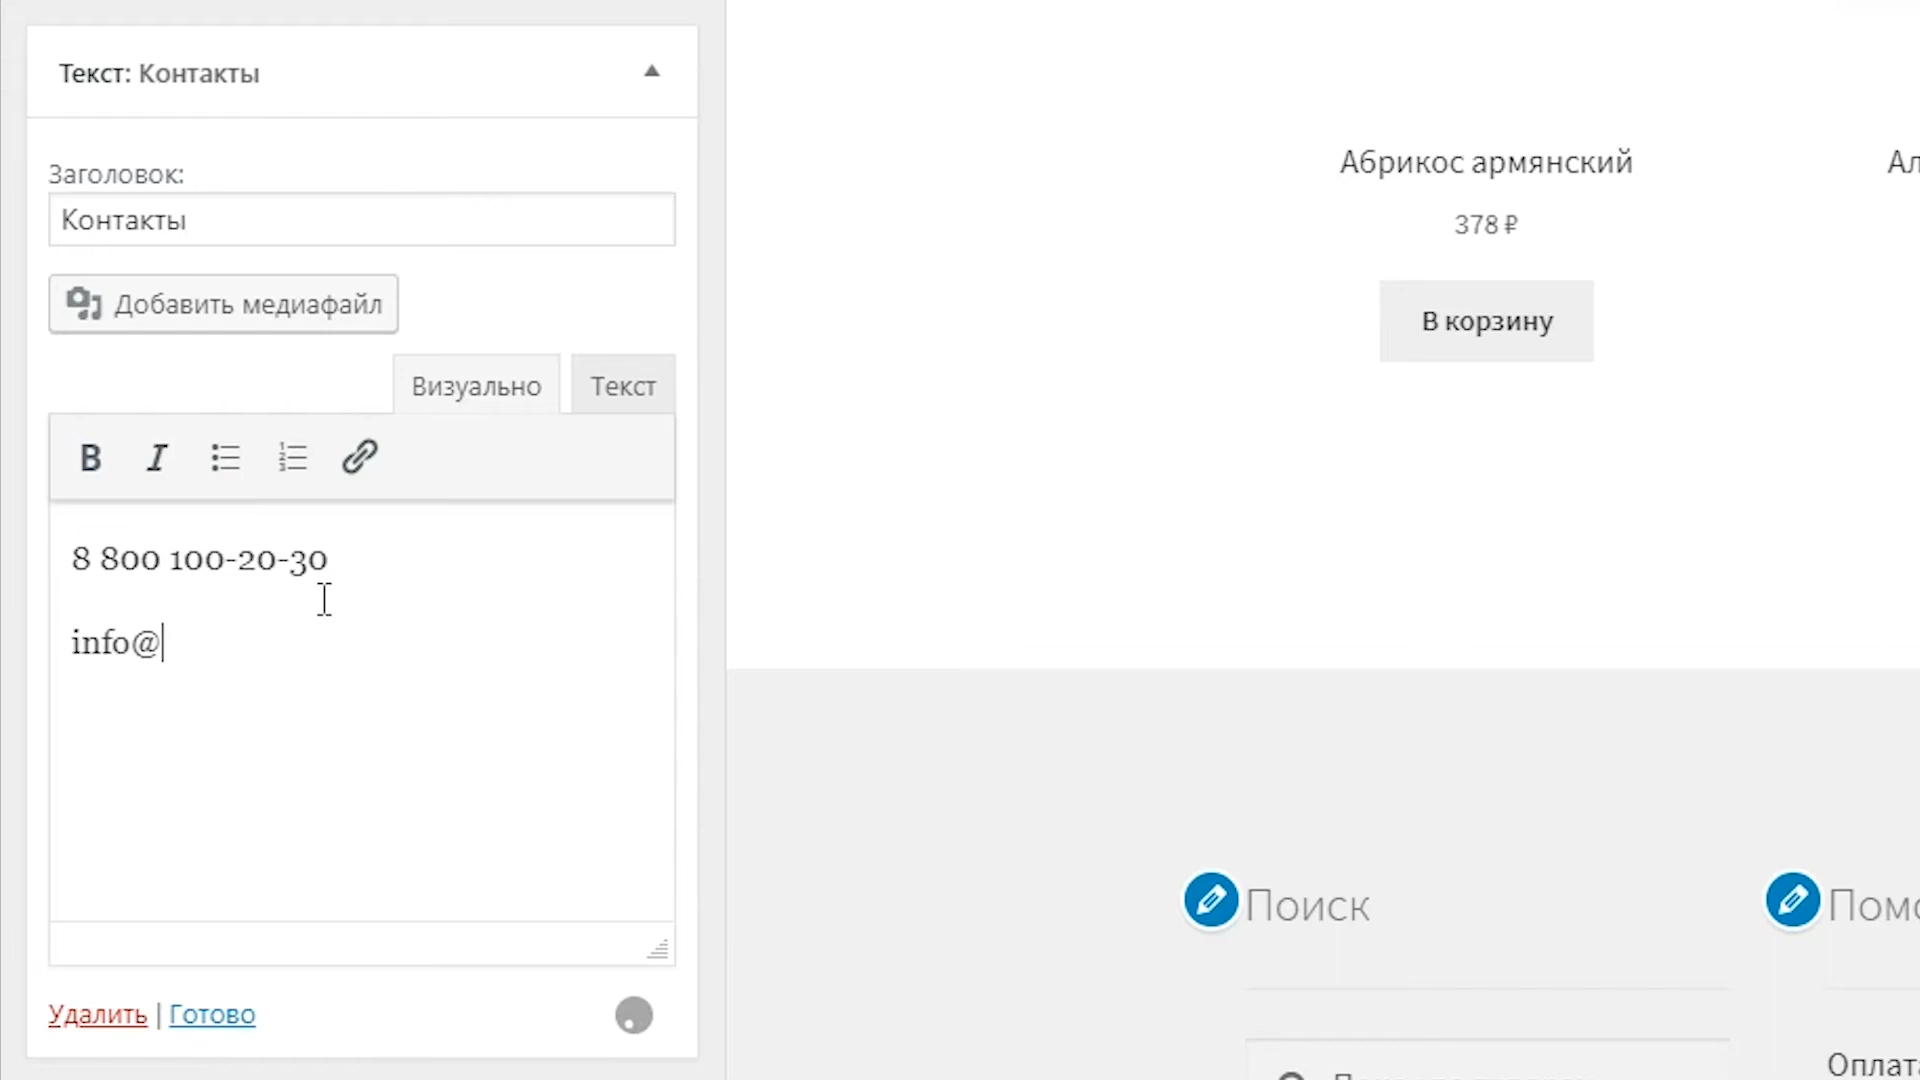 Текст: Контакты
Заголовок:
Контакты
Добавить медиафайл
Визуально
Текст
B I
8 800 100-20-30
info@
Удалить | Готово
Абрикос армянский
378 ₽
В корзину
Поиск